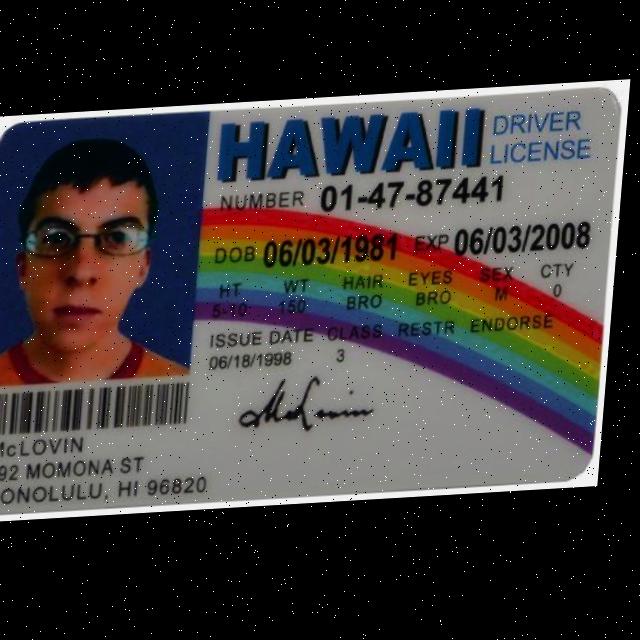 HAWAII DRIVER LICENSE
NUMBER 01-47-87441
DOB 06/03/1981 EXP 06/03/2008
HT WT HAIR EYES SEX CTY
5-10 150 BRO BRO M 0
ISSUE DATE CLASS RESTR ENDORSE
06/18/1998 3
McLovin
McLOVIN
92 MOMONA ST
ONOLULU, HI 96820